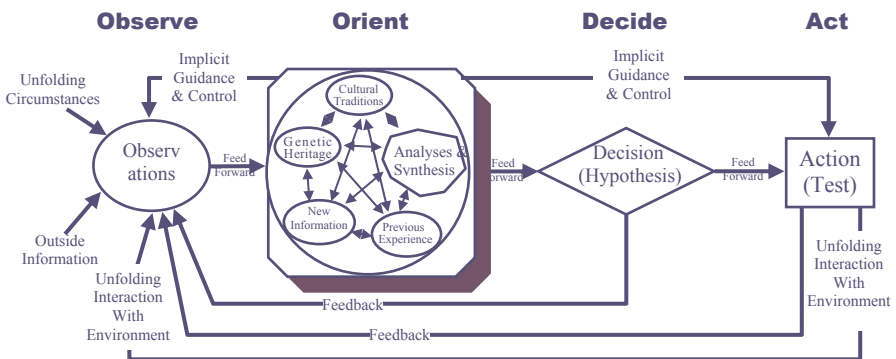 Observe
Orient
Decide
Act
Implicit
Guidance
& Control
Implicit
Guidance
& Control
Unfolding
Circumstances
Cultural
Traditions
Genetic
Heritage
Analyses &
Synthesis
New
Information
Previous
Experience
Observ
ations
Feed
Forward
Feed
Forward
Decision
(Hypothesis)
Feed
Forward
Action
(Test)
Outside
Information
Unfolding
Interaction
With
Environment
Unfolding
Interaction
With
Environment
Feedback
Feedback